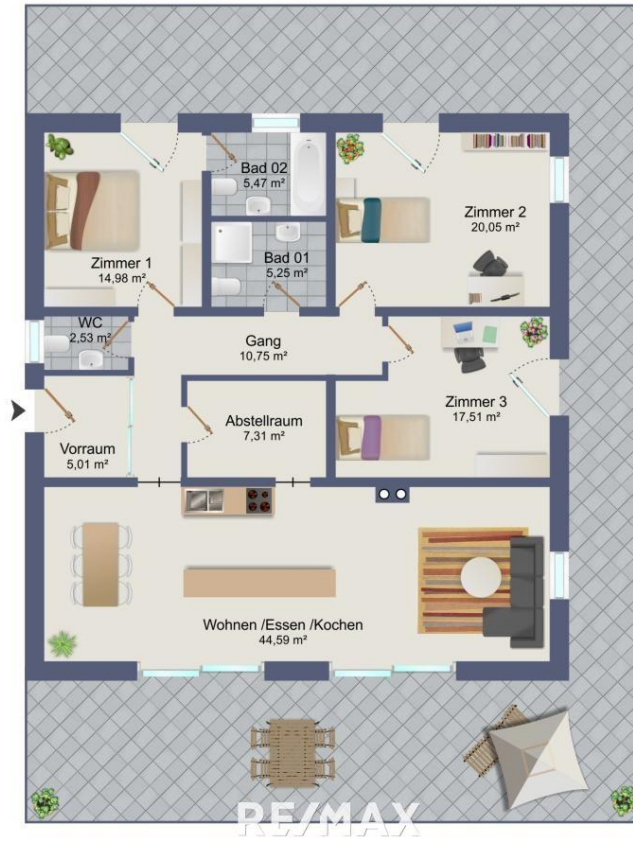 Bad 02
5,47 m²
Zimmer 2
20,05 m²
Zimmer 1
14,98 m²
Bad 01
5,25 m²
WC
2,53 m²
Gang
10,75 m²
Zimmer 3
17,51 m²
Abstellraum
7,31 m²
Vorraum
5,01 m²
Wohnen /Essen /Kochen
44,59 m²
RE/MAX